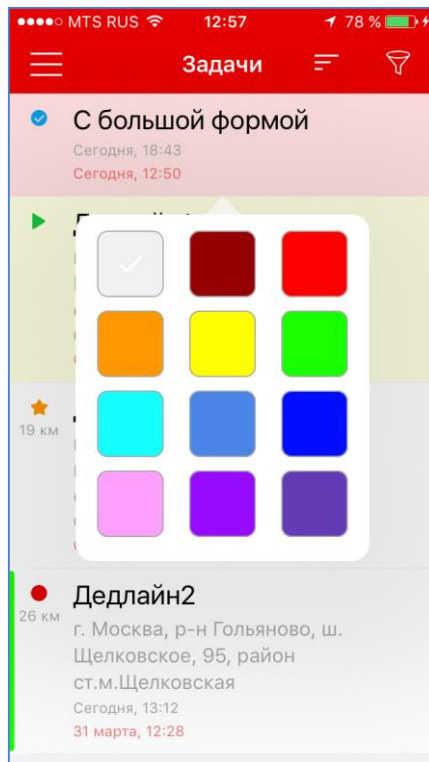 MTS RUS 12:57 78 %
Задачи
С большой формой
Сегодня, 18:43
Сегодня, 12:50
19 км
Дедлайн2
26 км
г. Москва, р-н Гольяново, ш.
Щелковское, 95, район
ст.м.Щелковская
Сегодня, 13:12
31 марта, 12:28